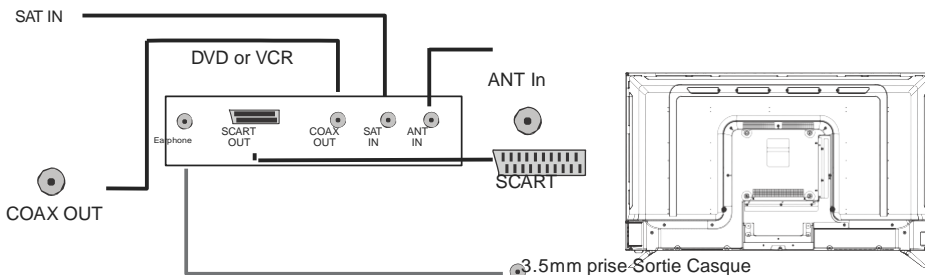 SAT IN
DVD or VCR
ANT In
Earphone
SCART
OUT
COAX
OUT
SAT
IN
ANT
IN
SCART
COAX OUT
3.5mm prise Sortie Casque